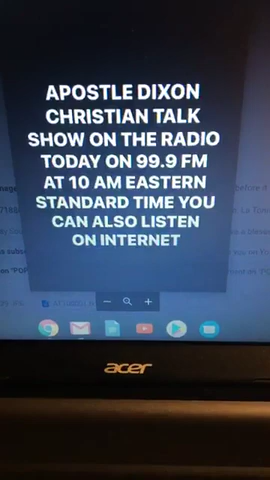 APOSTLE DIXON
CHRISTIAN TALK
SHOW ON THE RADIO
TODAY ON 99.9 FM
AT 10 AM EASTERN
STANDARD TIME YOU
CAN ALSO LISTEN
ON INTERNET
acer